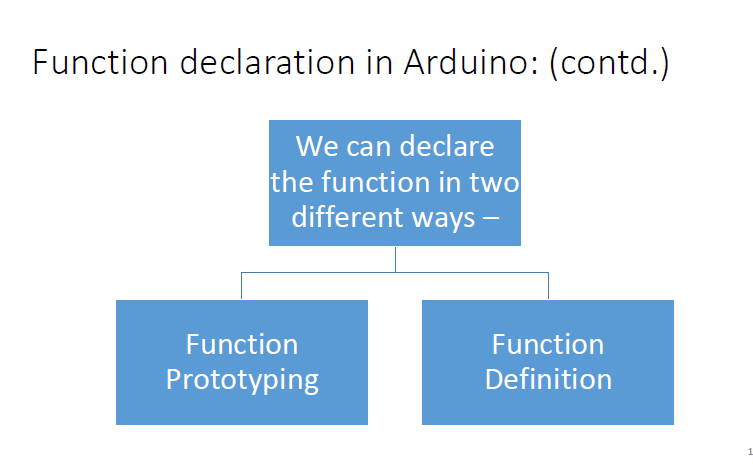 Function declaration in Arduino: (contd.)
We can declare
the function in two
different ways –
Function
Prototyping
Function
Definition
1